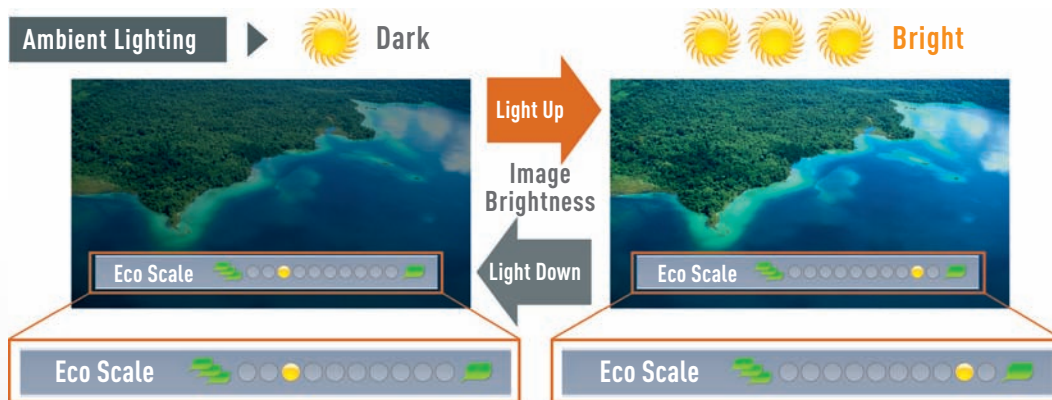 Ambient Lighting
Dark
Bright
Light Up
Image
Brightness
Light Down
Eco Scale
Eco Scale
Eco Scale
Eco Scale